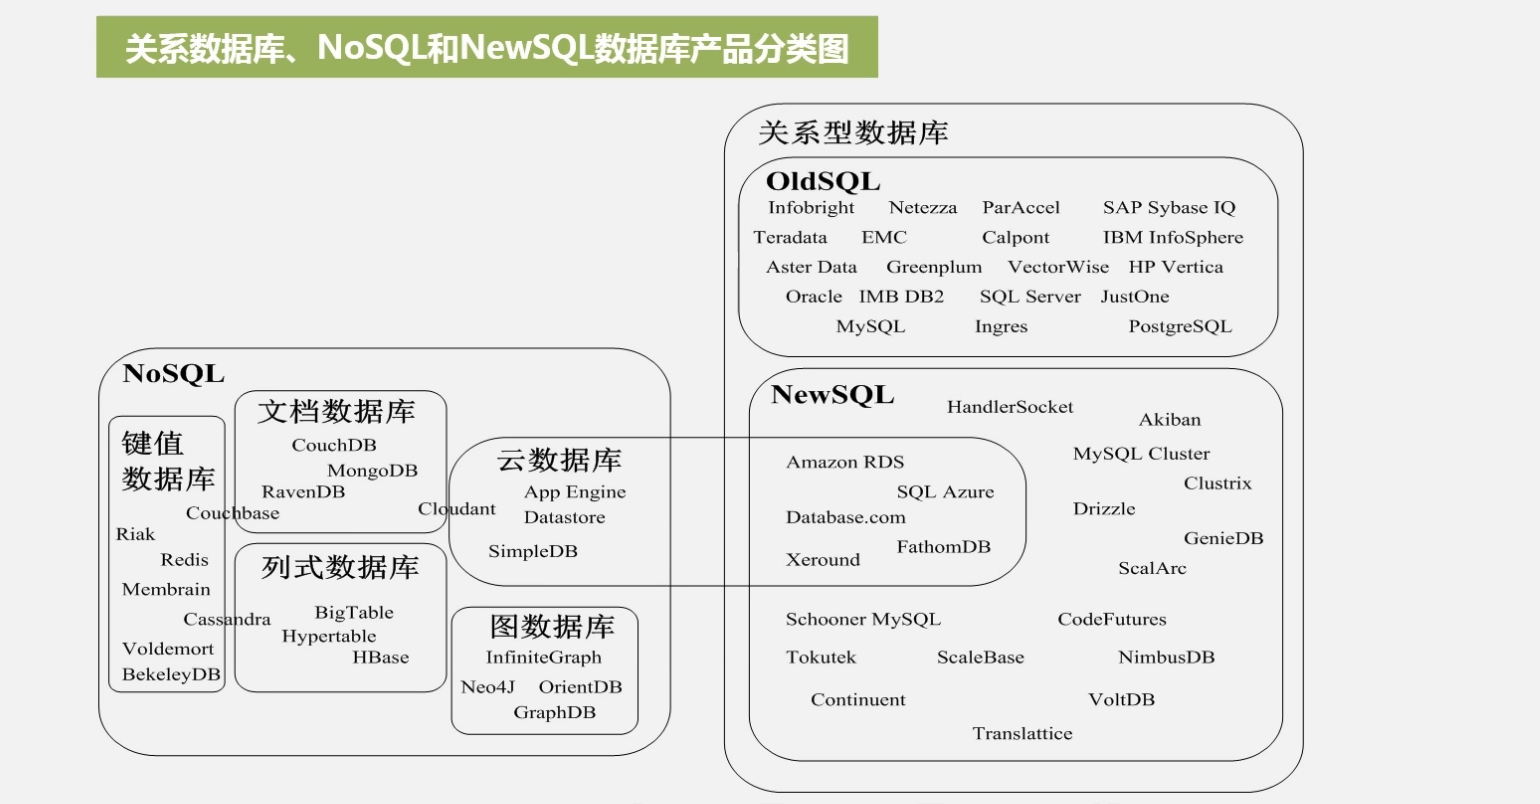 关系数据库、NoSQL和NewSQL数据库产品分类图
关系型数据库
OldSQL
Infobright Netezza ParAccel SAP Sybase IQ
Teradata EMC Calpont IBM InfoSphere
Aster Data Greenplum VectorWise HP Vertica
Oracle IMB DB2 SQL Server JustOne
MySQL Ingres PostgreSQL
NoSQL
键值
数据库
Riak
Redis
Membrain
Voldemort
BekeleyDB
Couchbase
Cassandra
文档数据库
CouchDB
MongoDB
RavenDB
Cloudant
列式数据库
BigTable
Hypertable
HBase
云数据库
App Engine
Datastore
SimpleDB
图数据库
InfiniteGraph
Neo4J OrientDB
GraphDB
NewSQL
Amazon RDS
SQL Azure
Database.com
FathomDB
Xeround
HandlerSocket
Akiban
MySQL Cluster
Clustrix
Drizzle
GenieDB
ScalArc
Schooner MySQL CodeFutures
Tokutek ScaleBase NimbusDB
Continuent VoltDB
Translattice